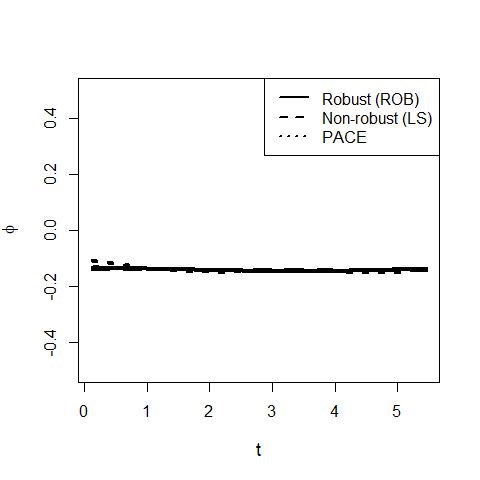 Robust (ROB)
Non-robust (LS)
PACE
0.4
0.2
0.0
-0.2
-0.4
ϕ
0 1 2 3 4 5
t